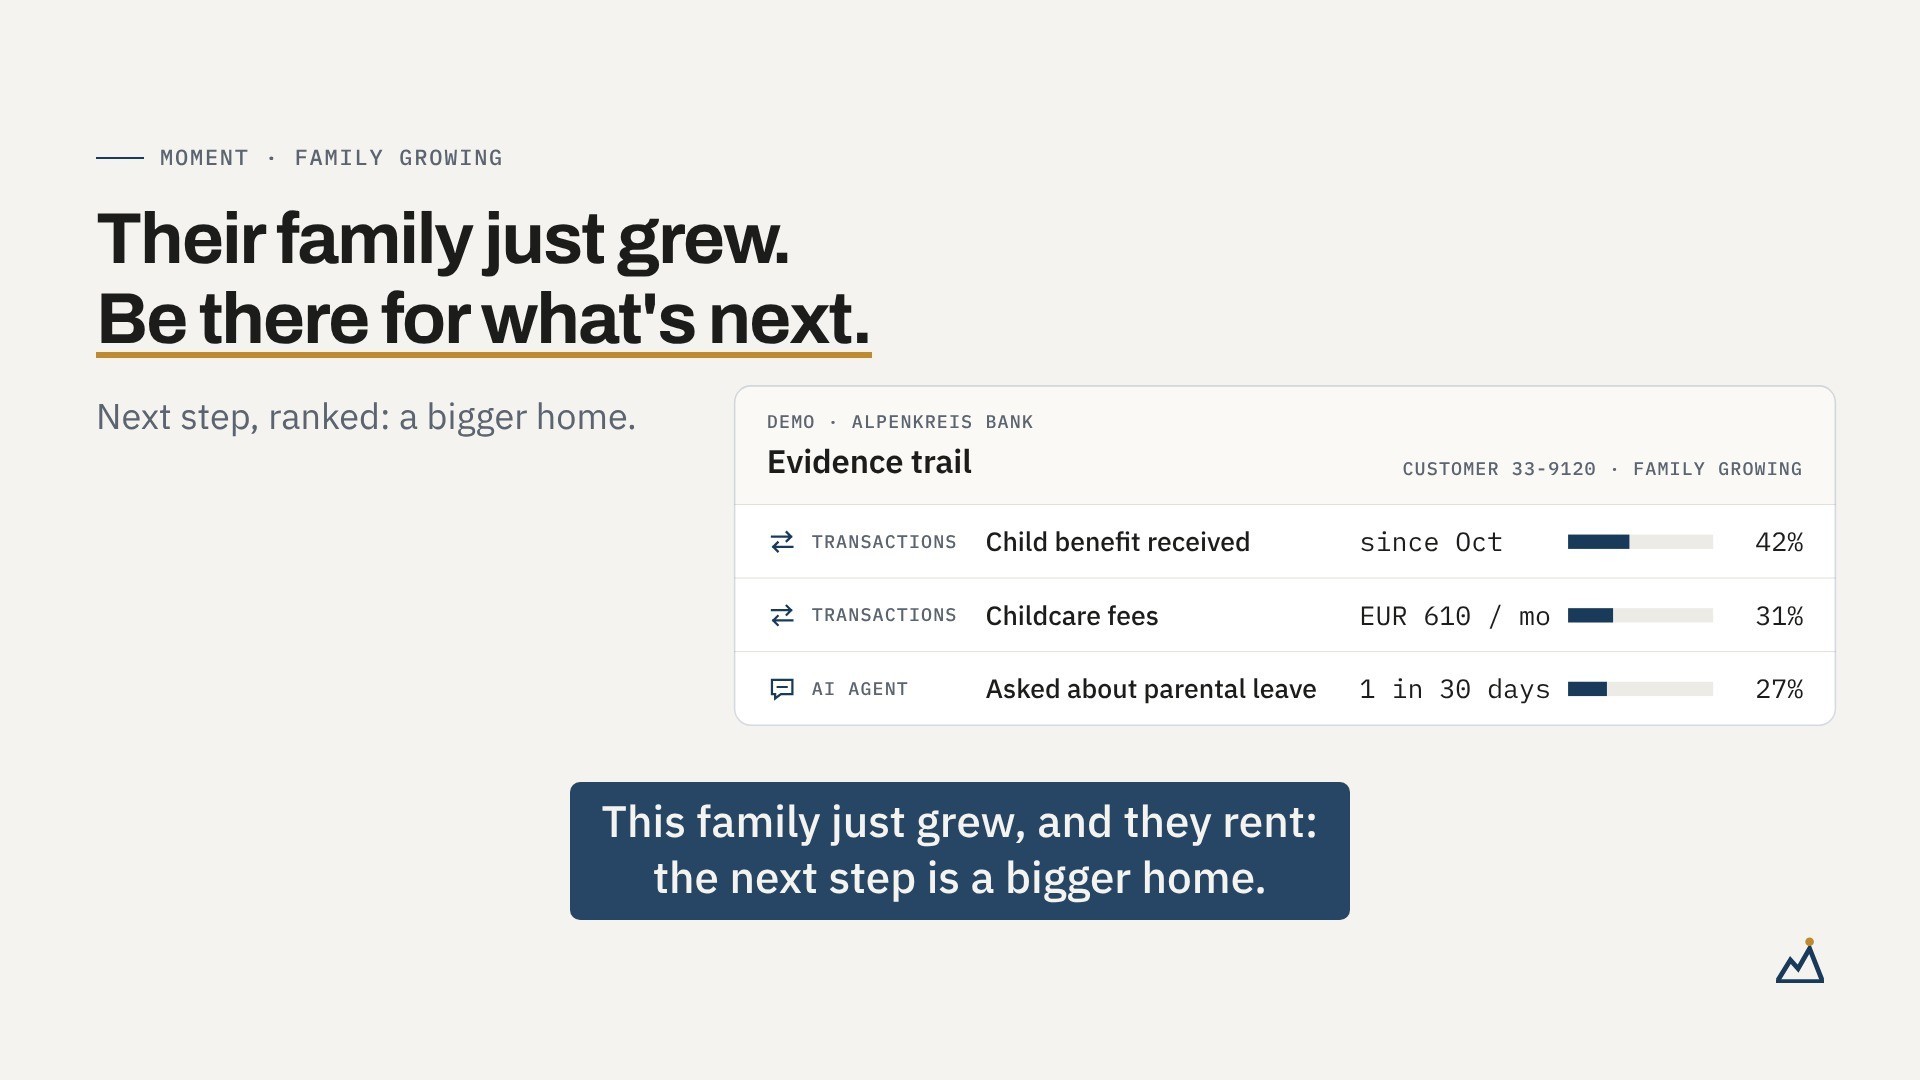 MOMENT · FAMILY GROWING
Their family just grew.
Be there for what's next.
Next step, ranked: a bigger home.
DEMO · ALPENKREIS BANK
Evidence trail
CUSTOMER 33-9120 · FAMILY GROWING
TRANSACTIONS Child benefit received since Oct 42%
TRANSACTIONS Childcare fees EUR 610 / mo 31%
AI AGENT Asked about parental leave 1 in 30 days 27%
This family just grew, and they rent:
the next step is a bigger home.